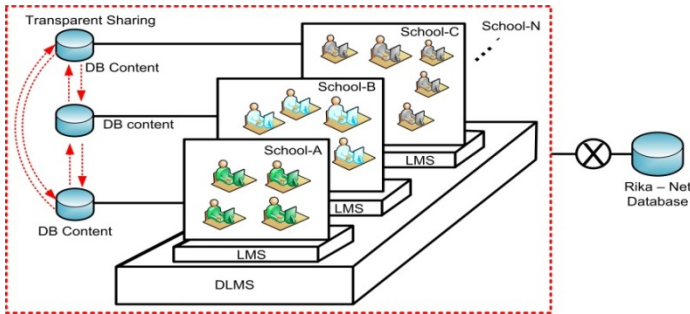 Transparent Sharing
School-C
School-N
DB Content
School-B
DB content
School-A
LMS
Rika – Net
Database
LMS
DB Content
LMS
DLMS